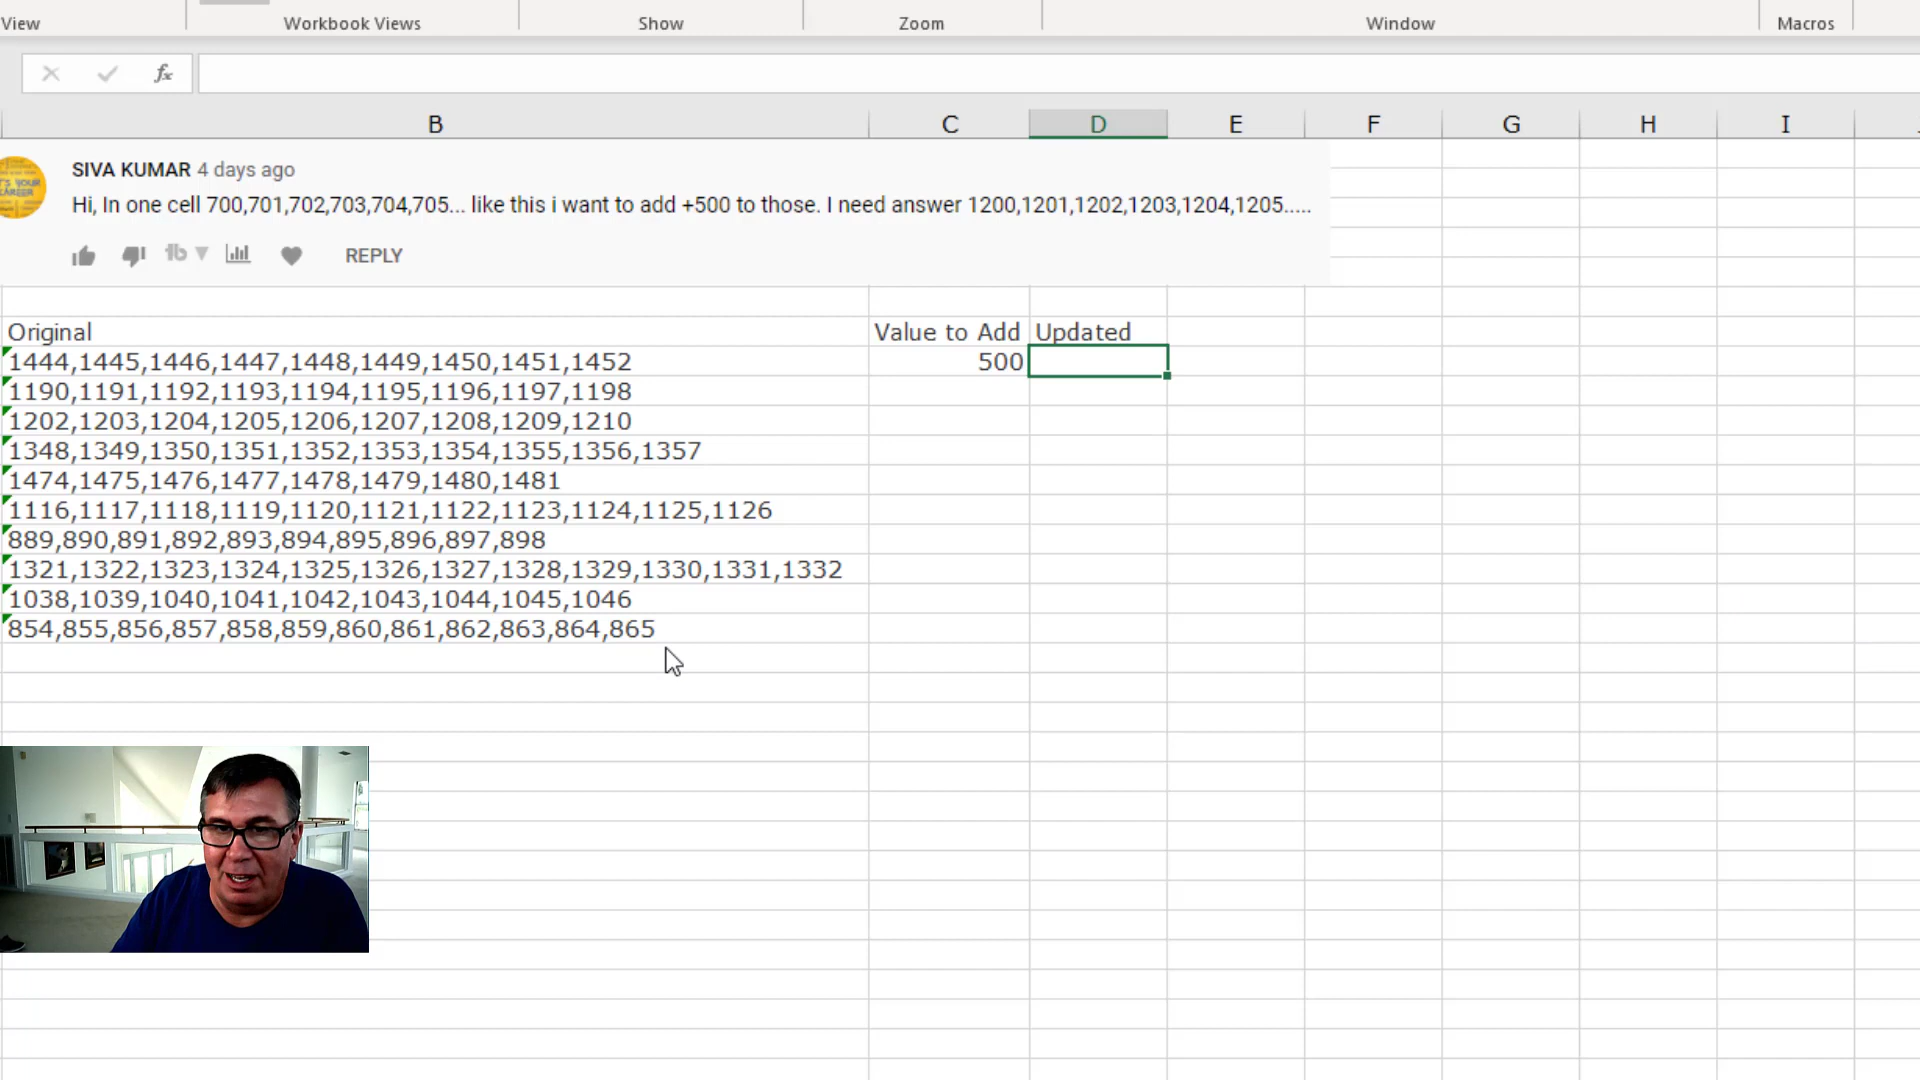 View Workbook Views Show Zoom Window Macros
fx
B C D E F G H I
SIVA KUMAR 4 days ago
Hi, In one cell 700,701,702,703,704,705... like this i want to add +500 to those. I need answer 1200,1201,1202,1203,1204,1205.....
REPLY
Original Value to Add Updated
1444,1445,1446,1447,1448,1449,1450,1451,1452 500
1190,1191,1192,1193,1194,1195,1196,1197,1198
1202,1203,1204,1205,1206,1207,1208,1209,1210
1348,1349,1350,1351,1352,1353,1354,1355,1356,1357
1474,1475,1476,1477,1478,1479,1480,1481
1116,1117,1118,1119,1120,1121,1122,1123,1124,1125,1126
889,890,891,892,893,894,895,896,897,898
1321,1322,1323,1324,1325,1326,1327,1328,1329,1330,1331,1332
1038,1039,1040,1041,1042,1043,1044,1045,1046
854,855,856,857,858,859,860,861,862,863,864,865